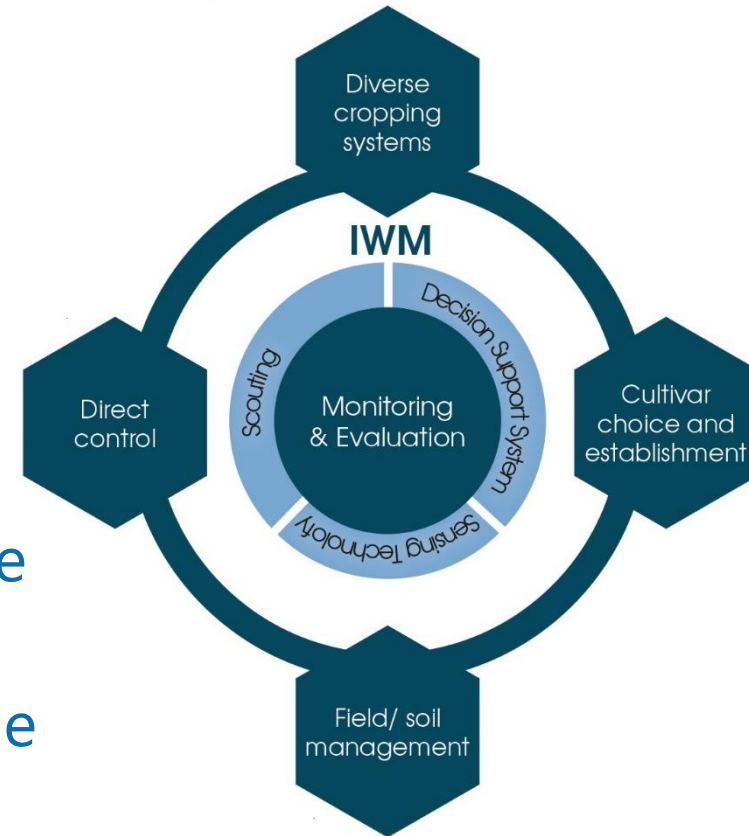 Diverse
cropping
systems
IWM
Scouting
Decision Support System
Direct
control
Monitoring
& Evaluation
Cultivar
choice and
establishment
Sensing Technolofy
e
e
Field/ soil
management